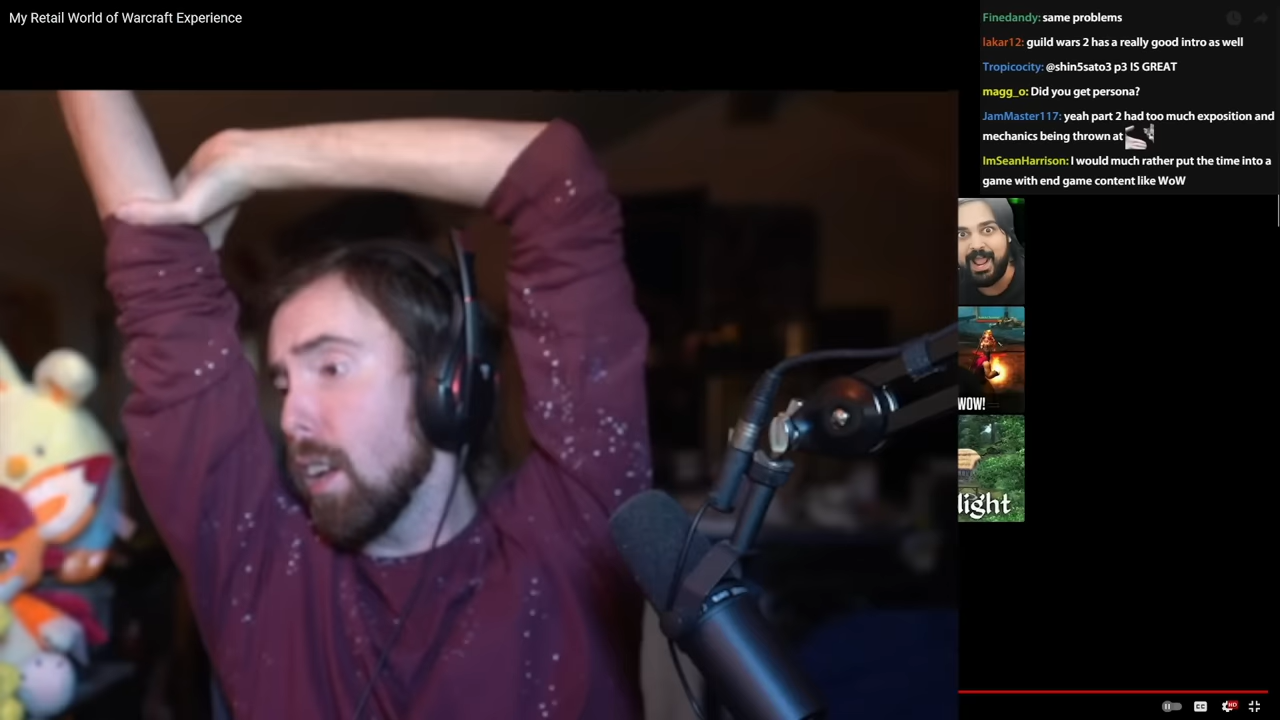 My Retail World of Warcraft Experience
Finedandy: same problems
lakar12: guild wars 2 has a really good intro as well
Tropicocity: @shin5sato3 p3 IS GREAT
magg_o: Did you get persona?
JamMaster117: yeah part 2 had too much exposition and
mechanics being thrown at
ImSeanHarrison: I would much rather put the time into a
game with end game content like WoW
WOW!
light
CC
HD